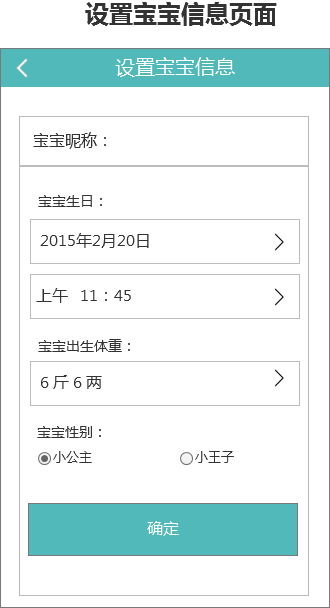 设置宝宝信息页面
设置宝宝信息
宝宝昵称：
宝宝生日：
2015年2月20日
上午 11：45
宝宝出生体重：
6 斤 6 两
宝宝性别：
小公主 小王子
确定